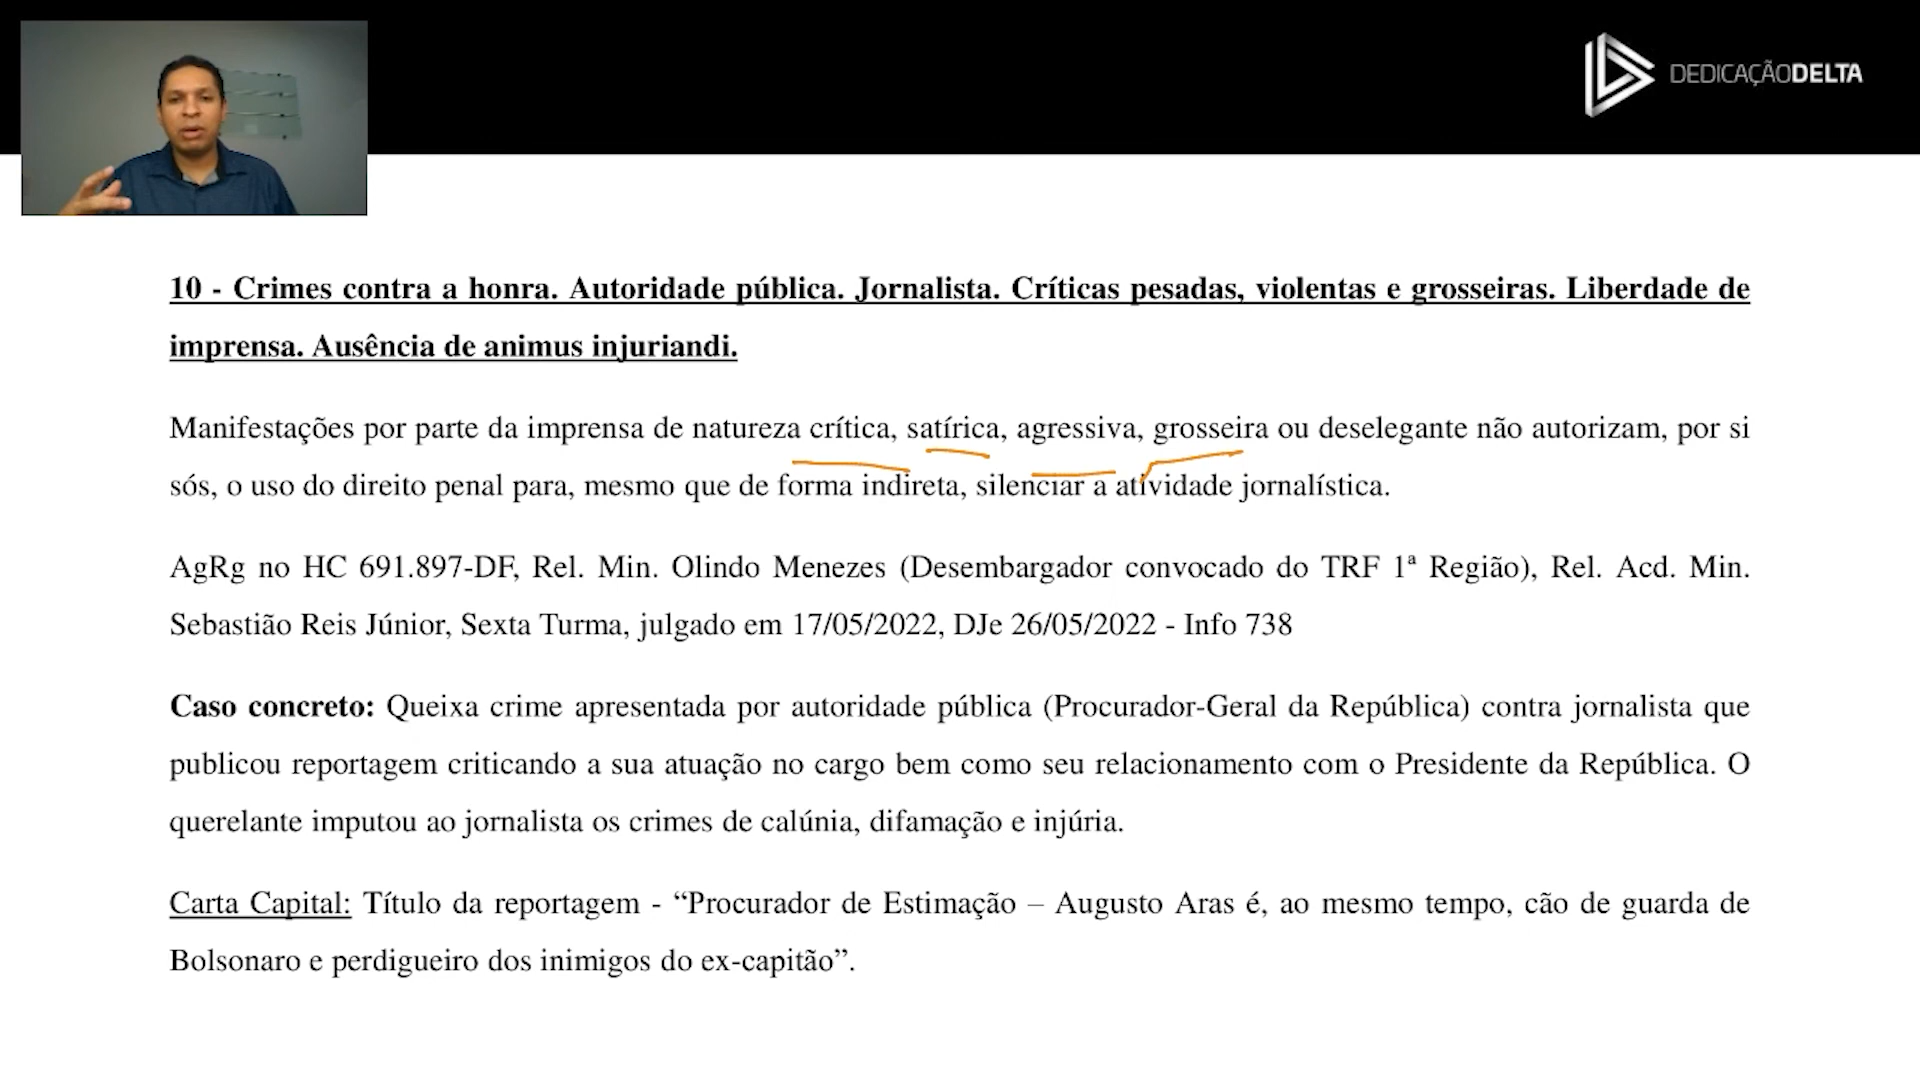 DEDICAÇÃODELTA
10 - Crimes contra a honra. Autoridade pública. Jornalista. Críticas pesadas, violentas e grosseiras. Liberdade de
imprensa. Ausência de animus injuriandi.
Manifestações por parte da imprensa de natureza crítica, satírica, agressiva, grosseira ou deselegante não autorizam, por si
sós, o uso do direito penal para, mesmo que de forma indireta, silenciar a atividade jornalística.
AgRg no HC 691.897-DF, Rel. Min. Olindo Menezes (Desembargador convocado do TRF 1ª Região), Rel. Acd. Min.
Sebastião Reis Júnior, Sexta Turma, julgado em 17/05/2022, DJe 26/05/2022 - Info 738
Caso concreto: Queixa crime apresentada por autoridade pública (Procurador-Geral da República) contra jornalista que
publicou reportagem criticando a sua atuação no cargo bem como seu relacionamento com o Presidente da República. O
querelante imputou ao jornalista os crimes de calúnia, difamação e injúria.
Carta Capital: Título da reportagem - “Procurador de Estimação – Augusto Aras é, ao mesmo tempo, cão de guarda de
Bolsonaro e perdigueiro dos inimigos do ex-capitão”.